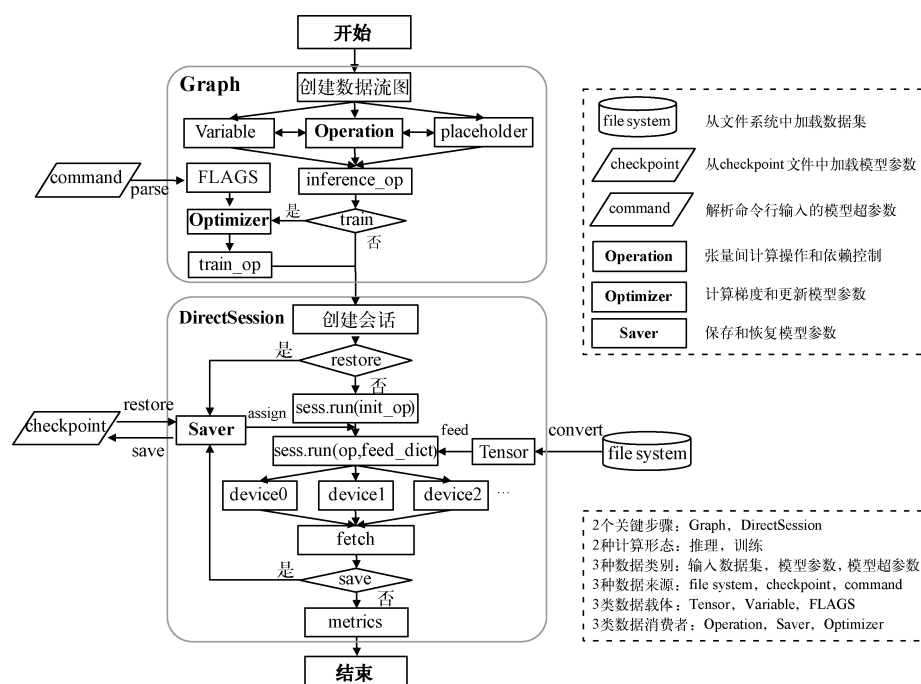 开始
Graph
创建数据流图
Variable
Operation
placeholder
command
parse
FLAGS
inference_op
Optimizer
是
train
否
train_op
DirectSession
创建会话
是
restore
否
sess.run(init_op)
restore
checkpoint
save
Saver
assign
sess.run(op,feed_dict)
feed
Tensor
convert
file system
device0
device1
device2
...
fetch
是
save
否
metrics
结束
file system
从文件系统中加载数据集
checkpoint
从checkpoint 文件中加载模型参数
command
解析命令行输入的模型超参数
Operation
张量间计算操作和依赖控制
Optimizer
计算梯度和更新模型参数
Saver
保存和恢复模型参数
2个关键步骤：Graph，DirectSession
2种计算形态：推理，训练
3种数据类别：输入数据集，模型参数，模型超参数
3种数据来源：file system，checkpoint，command
3类数据载体：Tensor，Variable，FLAGS
3类数据消费者：Operation，Saver，Optimizer